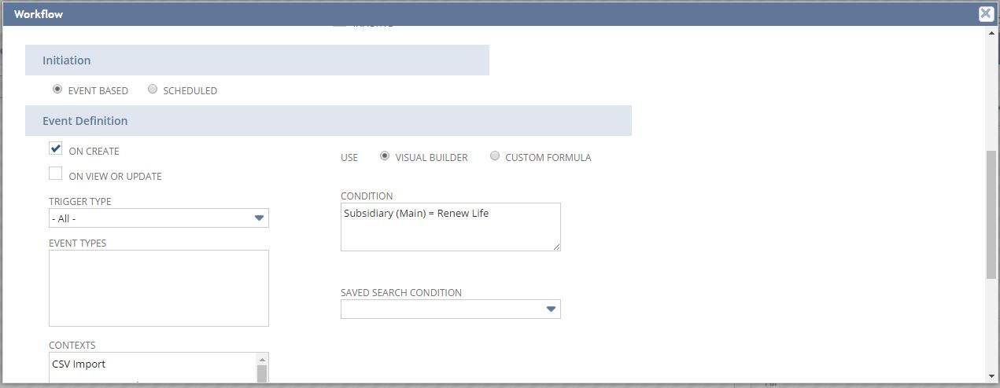 Workflow
Initiation
EVENT BASED
SCHEDULED
Event Definition
ON CREATE
ON VIEW OR UPDATE
USE
VISUAL BUILDER
CUSTOM FORMULA
TRIGGER TYPE
- All -
CONDITION
Subsidiary (Main) = Renew Life
EVENT TYPES
SAVED SEARCH CONDITION
CONTEXTS
CSV Import